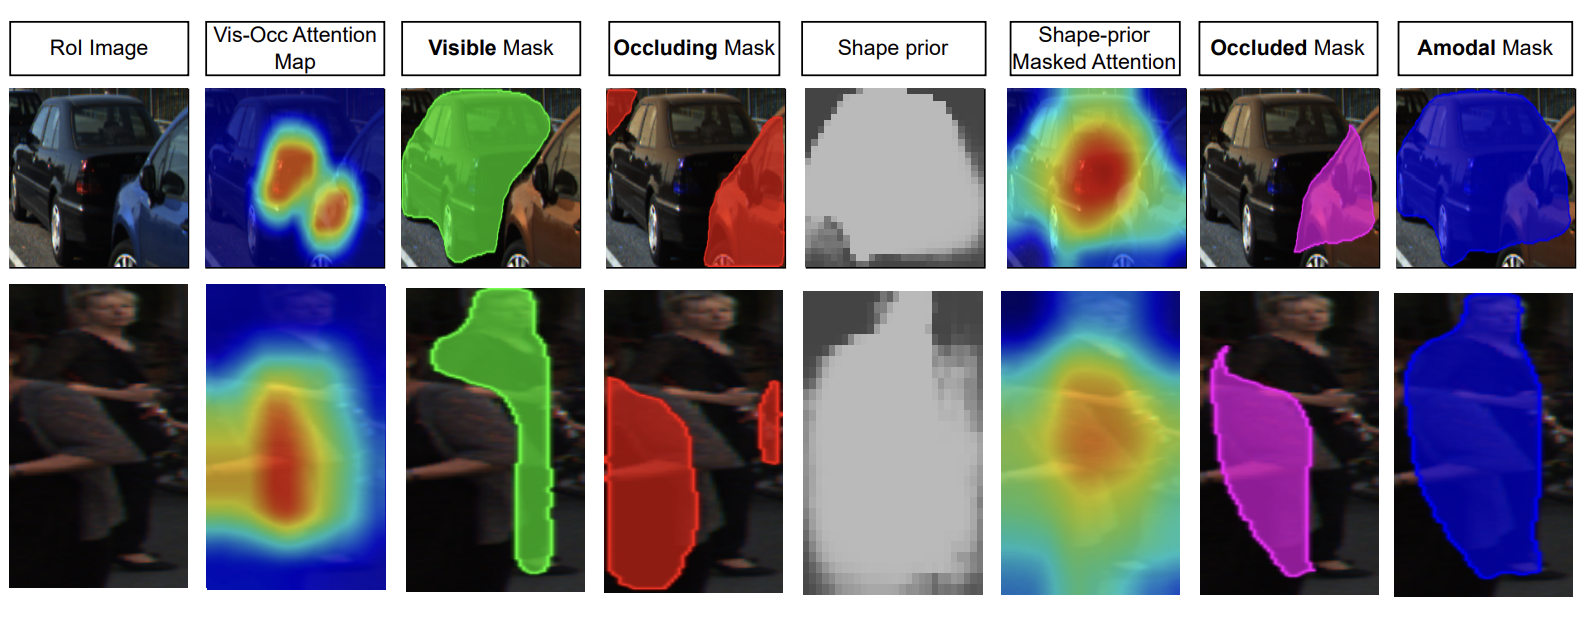 RoI Image
Vis-Occ Attention
Map
Visible Mask
Occluding Mask
Shape prior
Shape-prior
Masked Attention
Occluded Mask
Amodal Mask